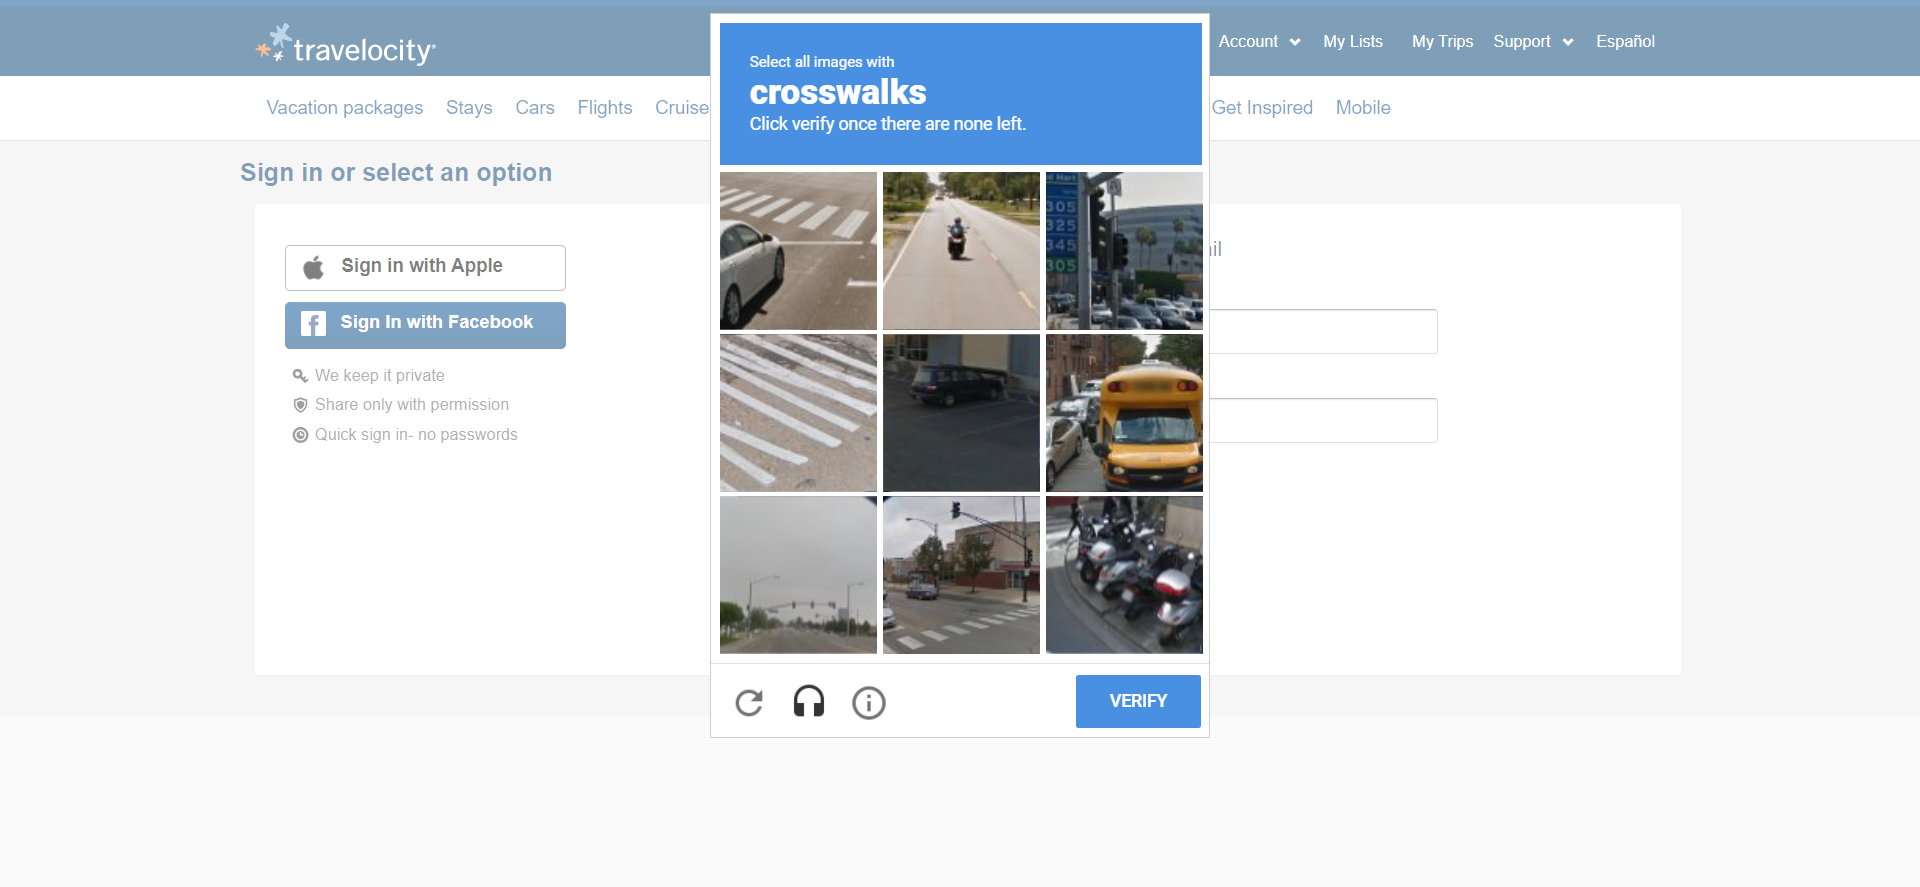 travelocity
Account
My Lists
My Trips
Support
Español
Vacation packages
Stays
Cars
Flights
Cruise
Get Inspired
Mobile
Sign in or select an option
Sign in with Apple
Sign In with Facebook
We keep it private
Share only with permission
Quick sign in- no passwords
Select all images with
crosswalks
Click verify once there are none left.
305
325
345
305
VERIFY